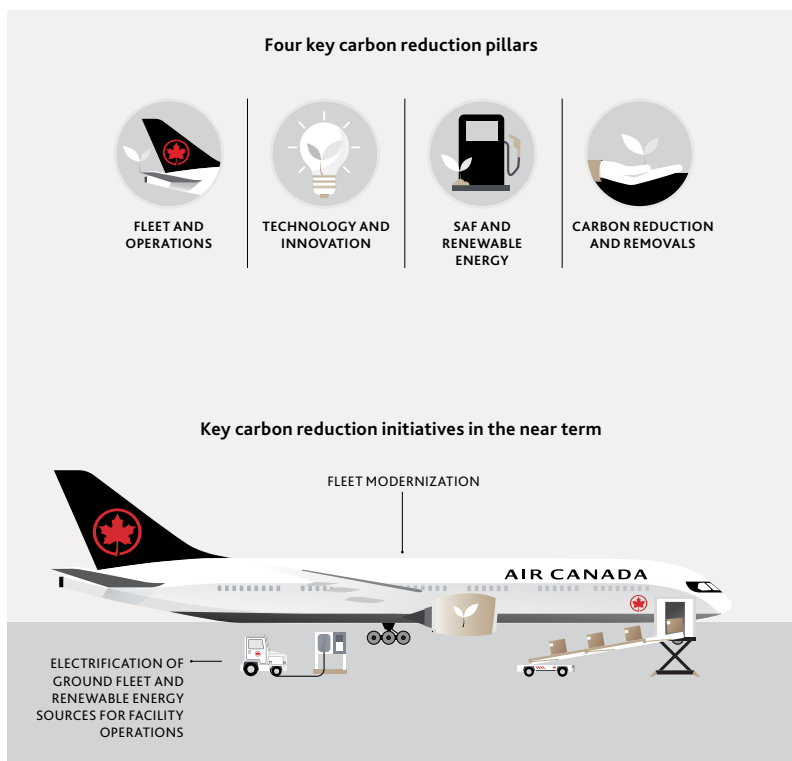 Four key carbon reduction pillars
FLEET AND
OPERATIONS
TECHNOLOGY AND
INNOVATION
SAF AND
RENEWABLE
ENERGY
CARBON REDUCTION
AND REMOVALS
Key carbon reduction initiatives in the near term
FLEET MODERNIZATION
AIR CANADA
ELECTRIFICATION OF
GROUND FLEET AND
RENEWABLE ENERGY
SOURCES FOR FACILITY
OPERATIONS